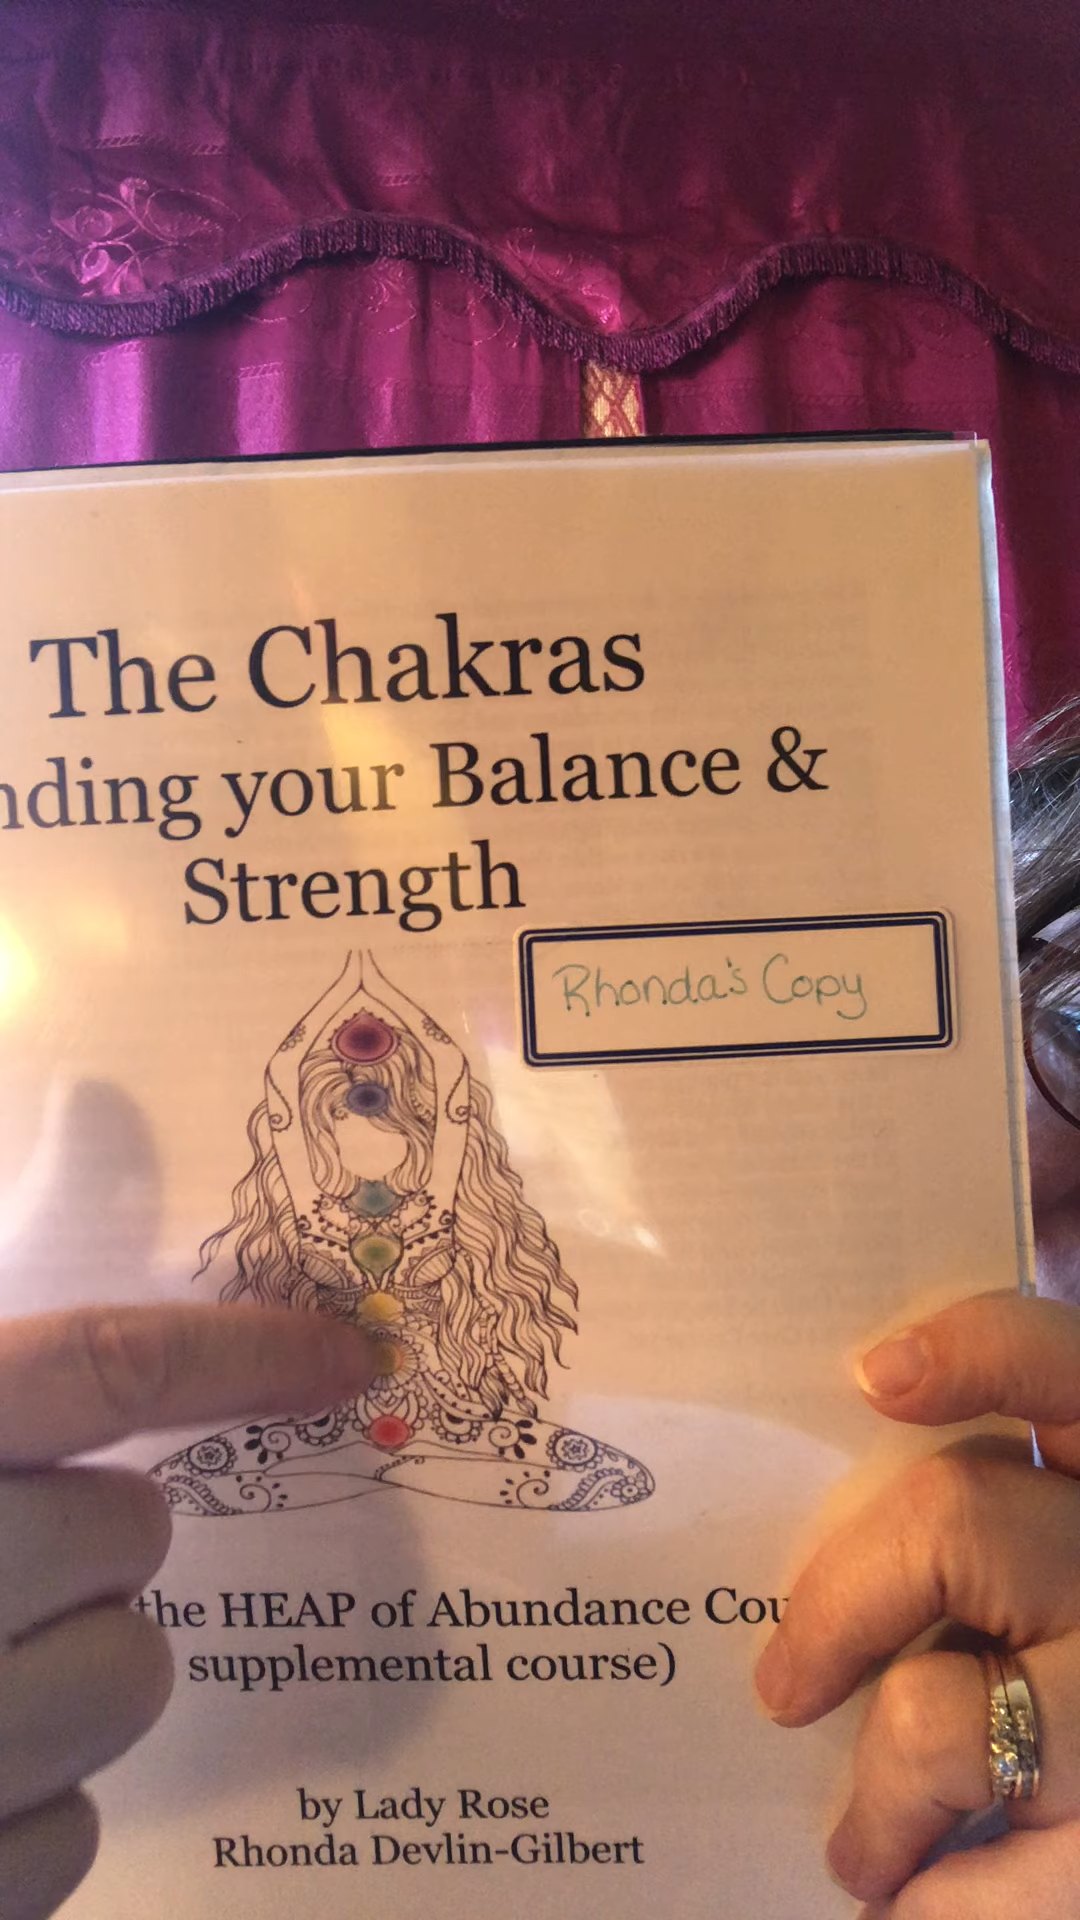 The Chakras
nding your Balance &
Strength
Rhonda's Copy
the HEAP of Abundance Cou
supplemental course)
by Lady Rose
Rhonda Devlin-Gilbert